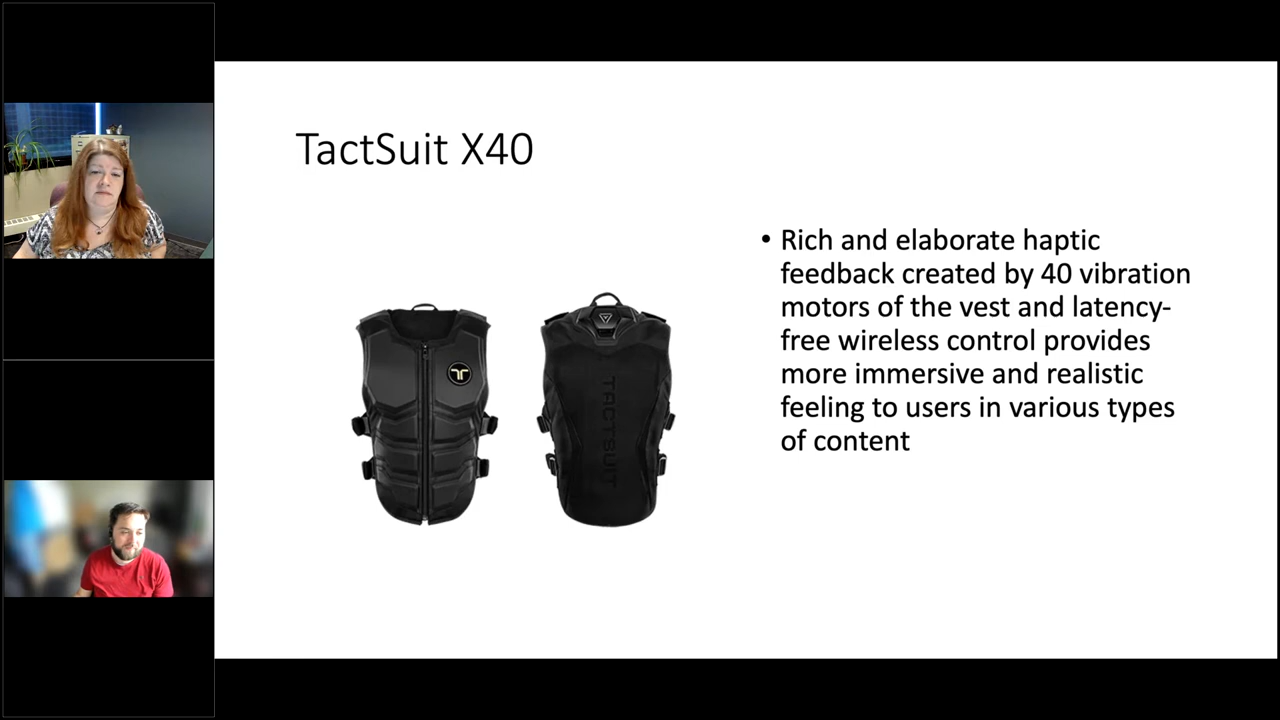 TactSuit X40
• Rich and elaborate haptic
feedback created by 40 vibration
motors of the vest and latency-
free wireless control provides
more immersive and realistic
feeling to users in various types
of content
TACTSUIT